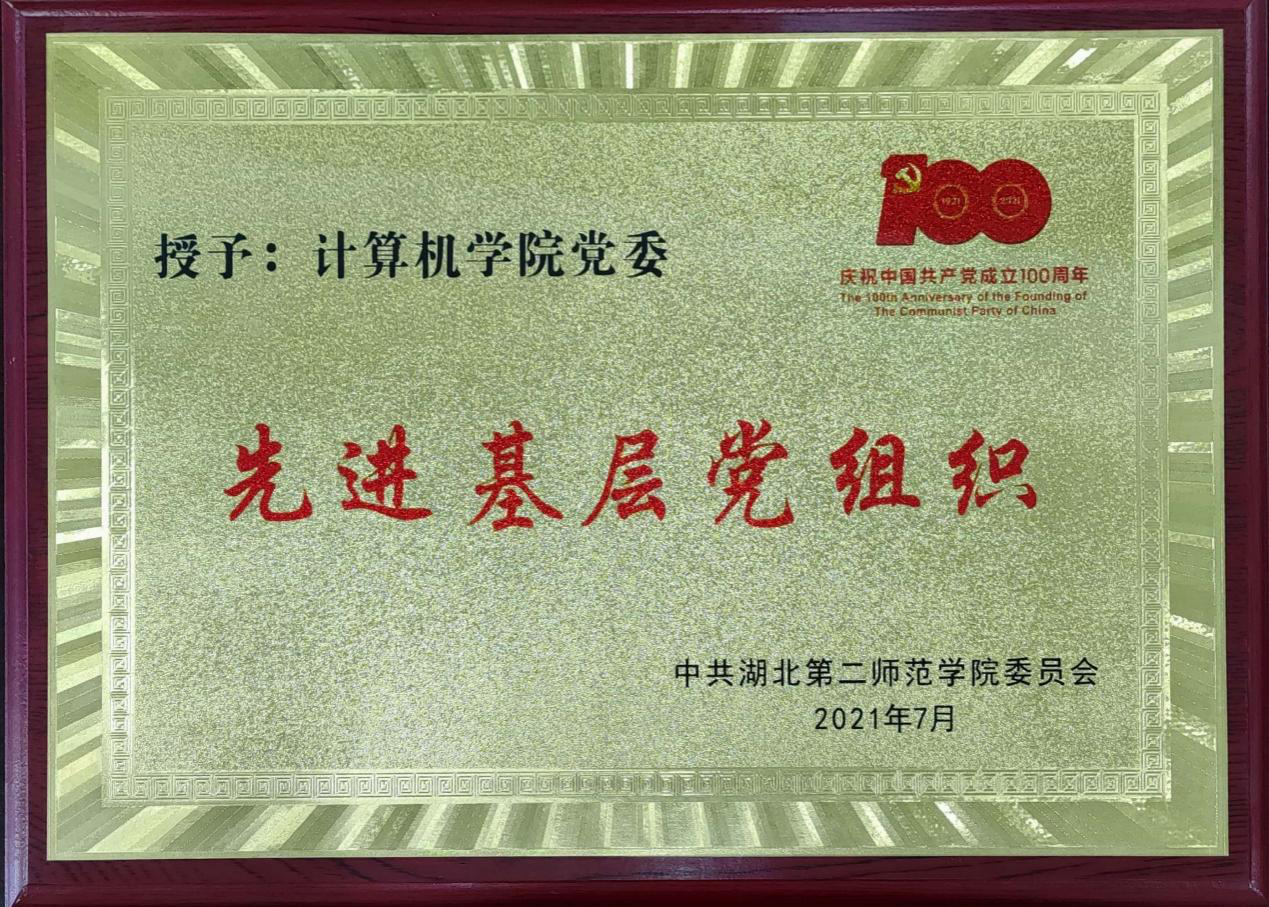 授予：计算机学院党委
100
1921
2021
庆祝中国共产党成立100周年
The 100th Anniversary of the Founding of
The Communist Party of China
先进基层党组织
中共湖北第二师范学院委员会
2021年7月